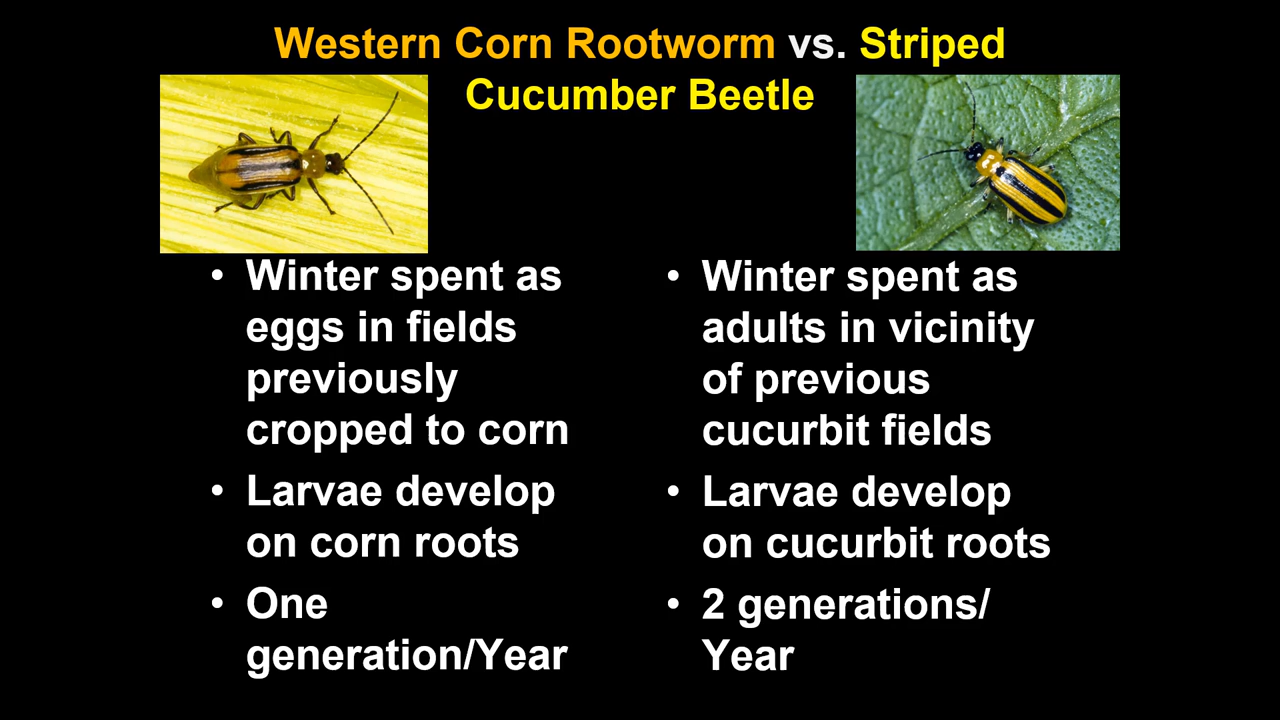 Western Corn Rootworm vs. Striped
Cucumber Beetle
• Winter spent as
eggs in fields
previously
cropped to corn
• Larvae develop
on corn roots
• One
generation/Year
• Winter spent as
adults in vicinity
of previous
cucurbit fields
• Larvae develop
on cucurbit roots
• 2 generations/
Year